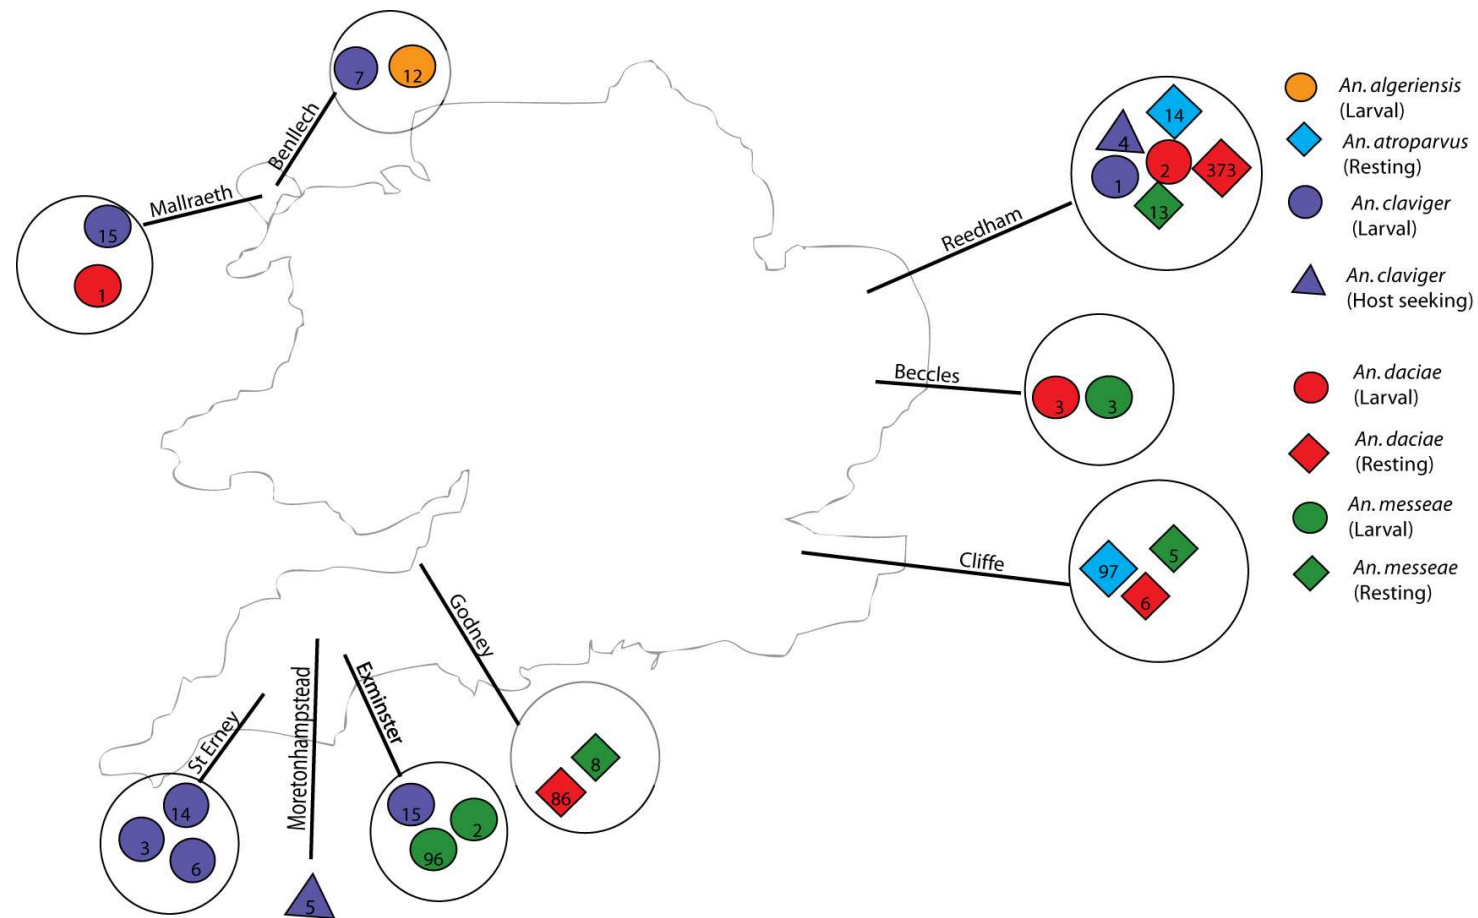 7
12
Benllech
Mallraeth
15
1
Reedham
14
4
2
373
1
13
Beccles
3
3
Cliffe
97
5
6
Godney
8
86
Exminster
15
2
96
Moretonhampstead
5
St Erney
14
3
6
An. algeriensis
(Larval)
An. atroparvus
(Resting)
An. claviger
(Larval)
An. claviger
(Host seeking)
An. daciae
(Larval)
An. daciae
(Resting)
An. messeae
(Larval)
An. messeae
(Resting)